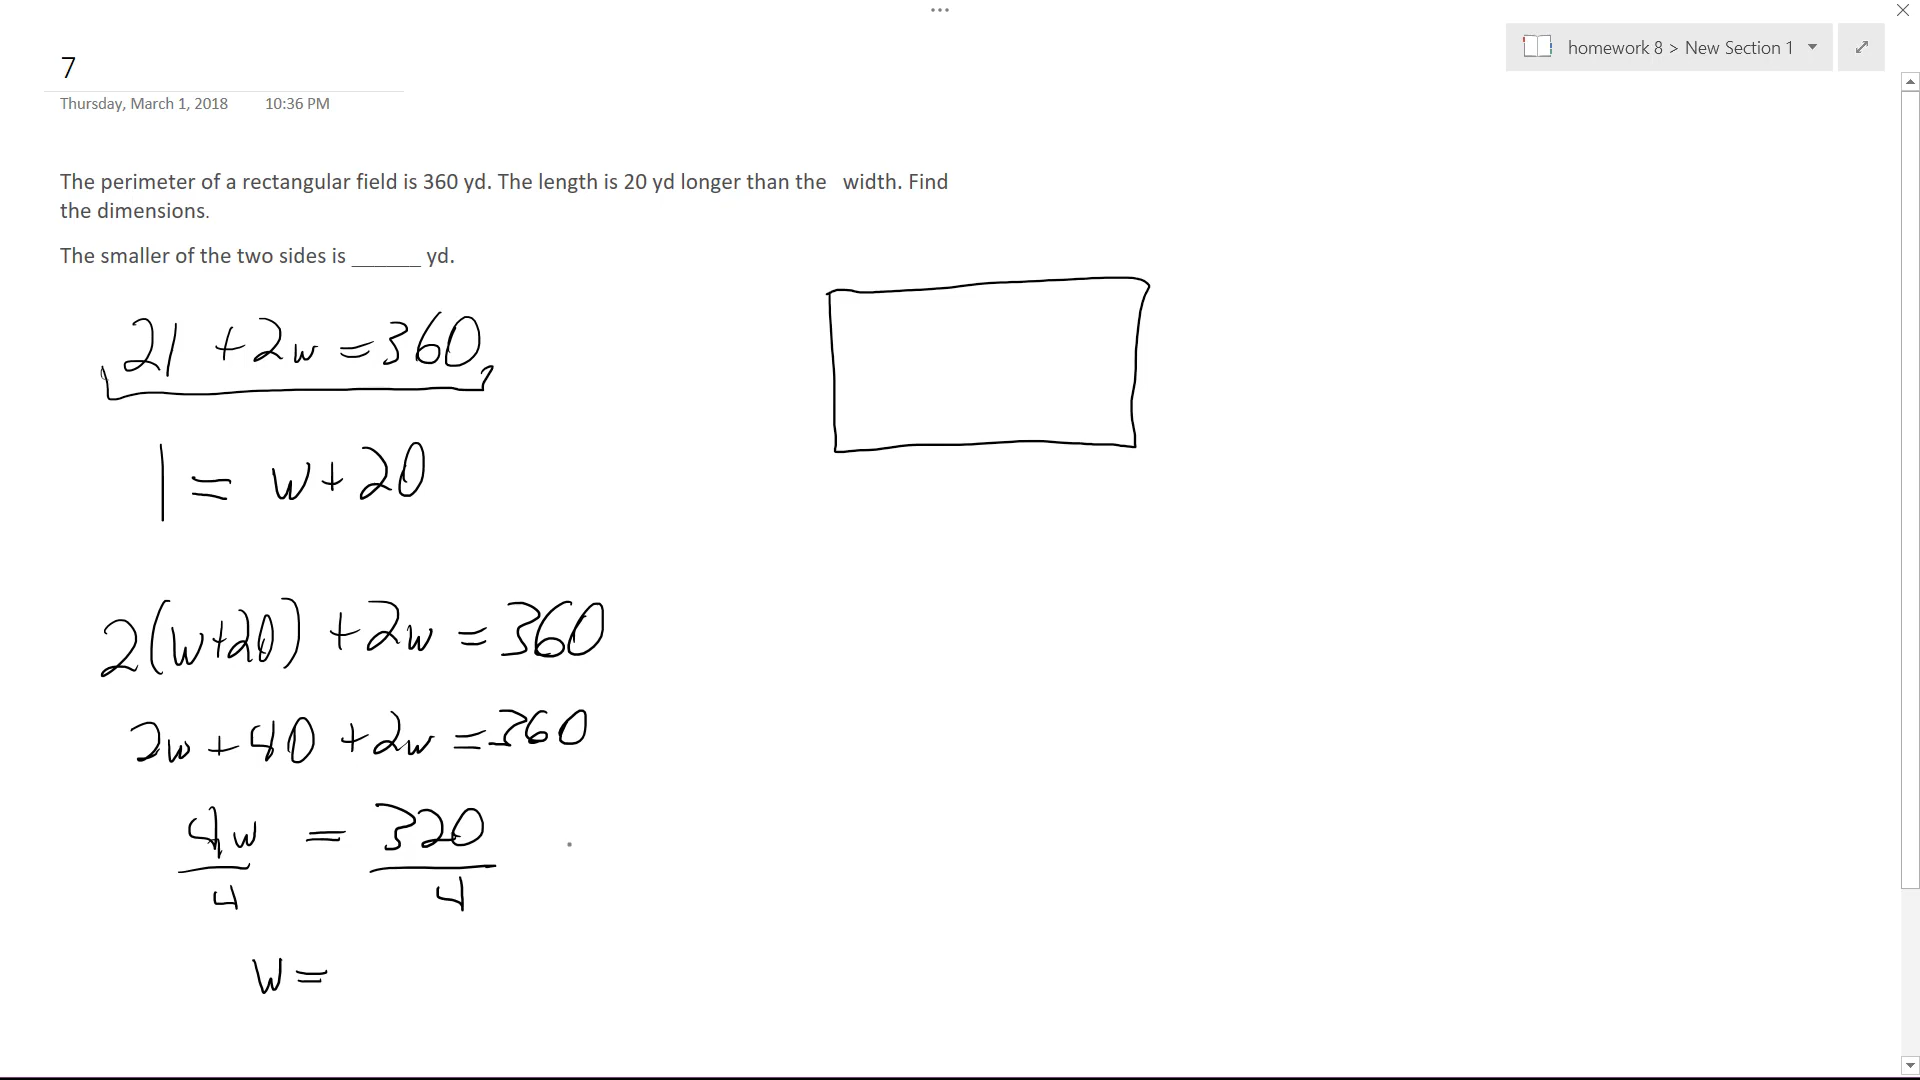 homework 8 > New Section 1
7
Thursday, March 1, 2018 10:36 PM
The perimeter of a rectangular field is 360 yd. The length is 20 yd longer than the width. Find
the dimensions.
The smaller of the two sides is ______ yd.
2l + 2w = 360
l = w + 20
2(w+20) + 2w = 360
2w + 40 + 2w = 360
4w = 320
4 4
w =